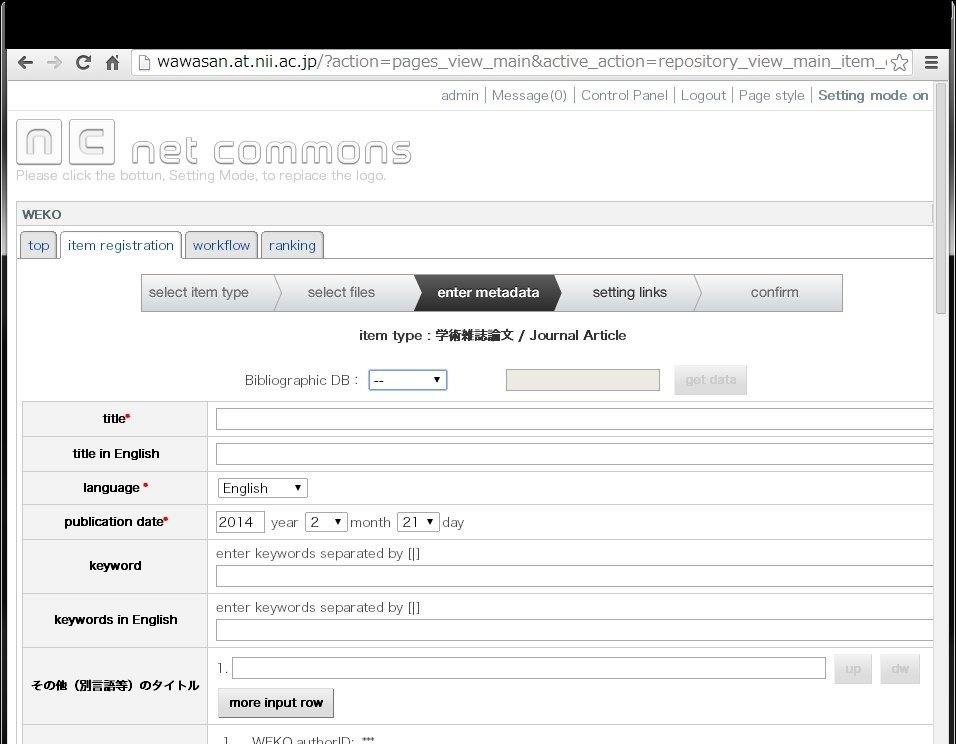 wawasan.at.nii.ac.jp/?action=pages_view_main&active_action=repository_view_main_item_
admin | Message(0) | Control Panel | Logout | Page style | Setting mode on
nc net commons
Please click the bottun, Setting Mode, to replace the logo.
WEKO
top item registration workflow ranking
select item type select files enter metadata setting links confirm
item type : 学術雑誌論文 / Journal Article
Bibliographic DB : -- get data
title*
title in English
language * English
publication date* 2014 year 2 month 21 day
enter keywords separated by [|]
keyword
enter keywords separated by [|]
keywords in English
その他（別言語等）のタイトル 1. up dw
more input row
1. WEKO authorID: ***